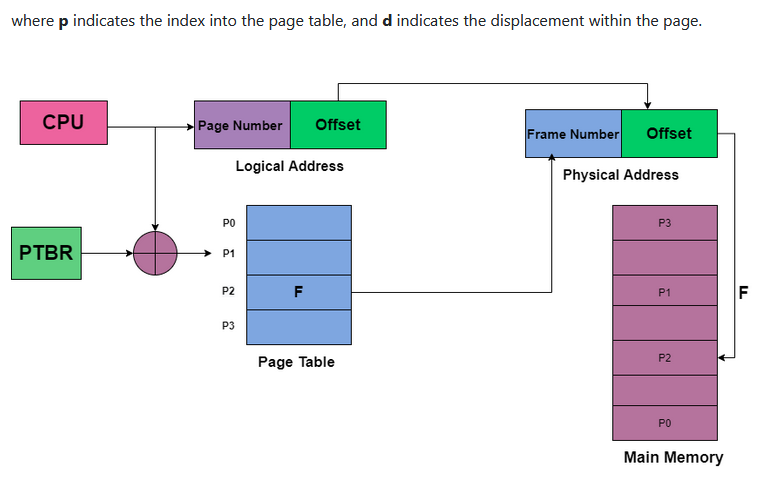 where p indicates the index into the page table, and d indicates the displacement within the page.
CPU
Page Number
Offset
Logical Address
Frame Number
Offset
Physical Address
PTBR
P0
P1
P2
P3
F
Page Table
P3
P1
P2
P0
F
Main Memory